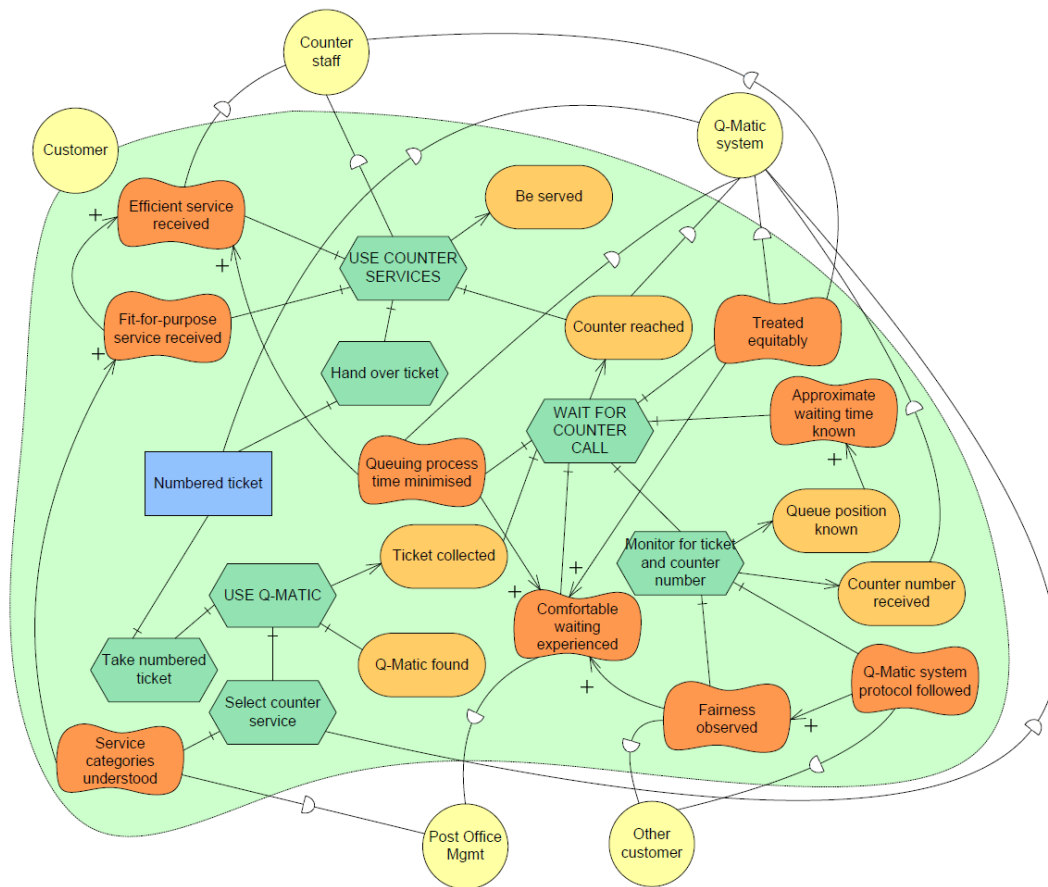 Counter
staff
Q-Matic
system
Customer
Efficient service
received
Be served
USE COUNTER
SERVICES
Fit-for-purpose
service received
Counter reached
Treated
equitably
Hand over ticket
Approximate
waiting time
known
WAIT FOR
COUNTER
CALL
Numbered ticket
Queuing process
time minimised
Queue position
known
Ticket collected
Monitor for ticket
and counter
number
Counter number
received
USE Q-MATIC
Comfortable
waiting
experienced
Take numbered
ticket
Q-Matic found
Q-Matic system
protocol followed
Select counter
service
Fairness
observed
Service
categories
understood
Post Office
Mgmt
Other
customer